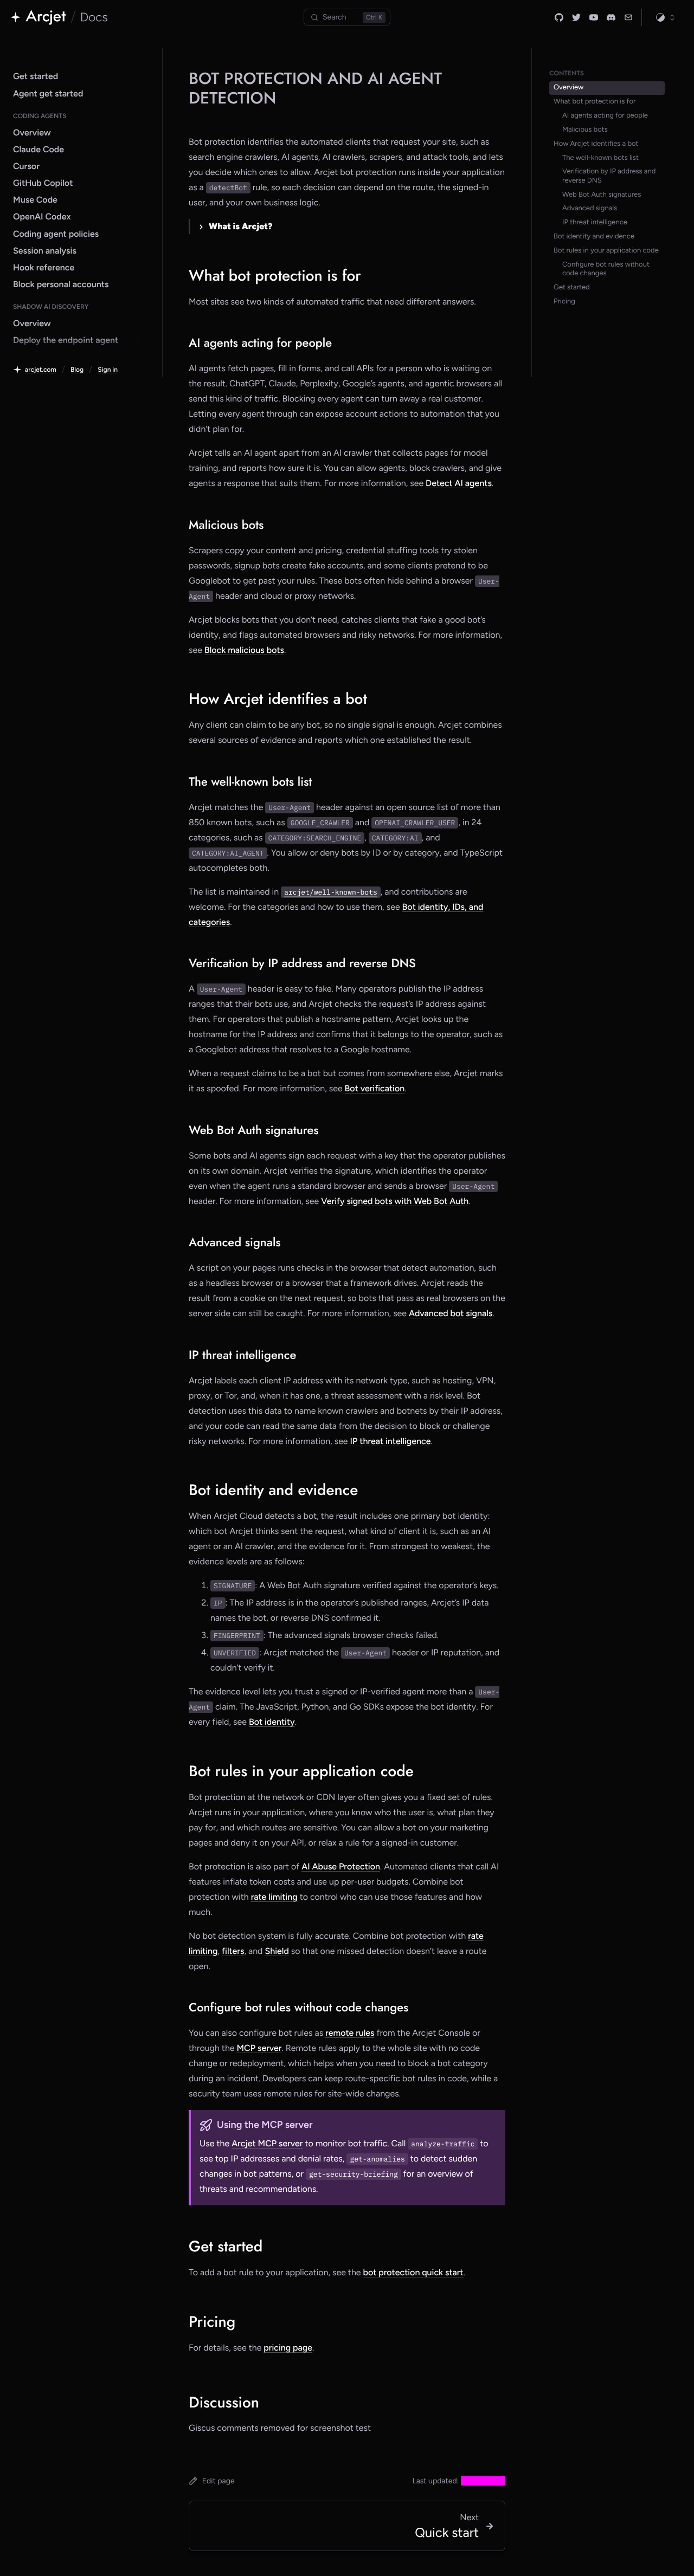 Arcjet / Docs
Search Ctrl K
Get started
Agent get started
CODING AGENTS
Overview
Claude Code
Cursor
GitHub Copilot
Muse Code
OpenAI Codex
Coding agent policies
Session analysis
Hook reference
Block personal accounts
SHADOW AI DISCOVERY
Overview
Deploy the endpoint agent
arcjet.com / Blog / Sign in
BOT PROTECTION AND AI AGENT
DETECTION
Bot protection identifies the automated clients that request your site, such as
search engine crawlers, AI agents, AI crawlers, scrapers, and attack tools, and lets
you decide which ones to allow. Arcjet bot protection runs inside your application
as a detectBot rule, so each decision can depend on the route, the signed-in
user, and your own business logic.
What is Arcjet?
What bot protection is for
Most sites see two kinds of automated traffic that need different answers.
AI agents acting for people
AI agents fetch pages, fill in forms, and call APIs for a person who is waiting on
the result. ChatGPT, Claude, Perplexity, Google's agents, and agentic browsers all
send this kind of traffic. Blocking every agent can turn away a real customer.
Letting every agent through can expose account actions to automation that you
didn't plan for.
Arcjet tells an AI agent apart from an AI crawler that collects pages for model
training, and reports how sure it is. You can allow agents, block crawlers, and give
agents a response that suits them. For more information, see Detect AI agents.
Malicious bots
Scrapers copy your content and pricing, credential stuffing tools try stolen
passwords, signup bots create fake accounts, and some clients pretend to be
Googlebot to get past your rules. These bots often hide behind a browser User-
Agent header and cloud or proxy networks.
Arcjet blocks bots that you don't need, catches clients that fake a good bot's
identity, and flags automated browsers and risky networks. For more information,
see Block malicious bots.
How Arcjet identifies a bot
Any client can claim to be any bot, so no single signal is enough. Arcjet combines
several sources of evidence and reports which one established the result.
The well-known bots list
Arcjet matches the User-Agent header against an open source list of more than
850 known bots, such as GOOGLE_CRAWLER and OPENAI_CRAWLER_USER, in 24
categories, such as CATEGORY:SEARCH_ENGINE, CATEGORY:AI, and
CATEGORY:AI_AGENT. You allow or deny bots by ID or by category, and TypeScript
autocompletes both.
The list is maintained in arcjet/well-known-bots, and contributions are
welcome. For the categories and how to use them, see Bot identity, IDs, and
categories.
Verification by IP address and reverse DNS
A User-Agent header is easy to fake. Many operators publish the IP address
ranges that their bots use, and Arcjet checks the request's IP address against
them. For operators that publish a hostname pattern, Arcjet looks up the
hostname for the IP address and confirms that it belongs to the operator, such as
a Googlebot address that resolves to a Google hostname.
When a request claims to be a bot but comes from somewhere else, Arcjet marks
it as spoofed. For more information, see Bot verification.
Web Bot Auth signatures
Some bots and AI agents sign each request with a key that the operator publishes
on its own domain. Arcjet verifies the signature, which identifies the operator
even when the agent runs a standard browser and sends a browser User-Agent
header. For more information, see Verify signed bots with Web Bot Auth.
Advanced signals
A script on your pages runs checks in the browser that detect automation, such
as a headless browser or a browser that a framework drives. Arcjet reads the
result from a cookie on the next request, so bots that pass as real browsers on the
server side can still be caught. For more information, see Advanced bot signals.
IP threat intelligence
Arcjet labels each client IP address with its network type, such as hosting, VPN,
proxy, or Tor, and, when it has one, a threat assessment with a risk level. Bot
detection uses this data to name known crawlers and botnets by their IP address,
and your code can read the same data from the decision to block or challenge
risky networks. For more information, see IP threat intelligence.
Bot identity and evidence
When Arcjet Cloud detects a bot, the result includes one primary bot identity:
which bot Arcjet thinks sent the request, what kind of client it is, such as an AI
agent or an AI crawler, and the evidence for it. From strongest to weakest, the
evidence levels are as follows:
1. SIGNATURE: A Web Bot Auth signature verified against the operator's keys.
2. IP: The IP address is in the operator's published ranges, Arcjet's IP data
names the bot, or reverse DNS confirmed it.
3. FINGERPRINT: The advanced signals browser checks failed.
4. UNVERIFIED: Arcjet matched the User-Agent header or IP reputation, and
couldn't verify it.
The evidence level lets you trust a signed or IP-verified agent more than a User-
Agent claim. The JavaScript, Python, and Go SDKs expose the bot identity. For
every field, see Bot identity.
Bot rules in your application code
Bot protection at the network or CDN layer often gives you a fixed set of rules.
Arcjet runs in your application, where you know who the user is, what plan they
pay for, and which routes are sensitive. You can allow a bot on your marketing
pages and deny it on your API, or relax a rule for a signed-in customer.
Bot protection is also part of AI Abuse Protection. Automated clients that call AI
features inflate token costs and use up per-user budgets. Combine bot
protection with rate limiting to control who can use those features and how
much.
No bot detection system is fully accurate. Combine bot protection with rate
limiting, filters, and Shield so that one missed detection doesn't leave a route
open.
Configure bot rules without code changes
You can also configure bot rules as remote rules from the Arcjet Console or
through the MCP server. Remote rules apply to the whole site with no code
change or redeployment, which helps when you need to block a bot category
during an incident. Developers can keep route-specific bot rules in code, while a
security team uses remote rules for site-wide changes.
Using the MCP server
Use the Arcjet MCP server to monitor bot traffic. Call analyze-traffic to
see top IP addresses and denial rates, get-anomalies to detect sudden
changes in bot patterns, or get-security-briefing for an overview of
threats and recommendations.
Get started
To add a bot rule to your application, see the bot protection quick start.
Pricing
For details, see the pricing page.
Discussion
Giscus comments removed for screenshot test
Edit page
Last updated:
Next
Quick start
CONTENTS
Overview
What bot protection is for
AI agents acting for people
Malicious bots
How Arcjet identifies a bot
The well-known bots list
Verification by IP address and
reverse DNS
Web Bot Auth signatures
Advanced signals
IP threat intelligence
Bot identity and evidence
Bot rules in your application code
Configure bot rules without
code changes
Get started
Pricing